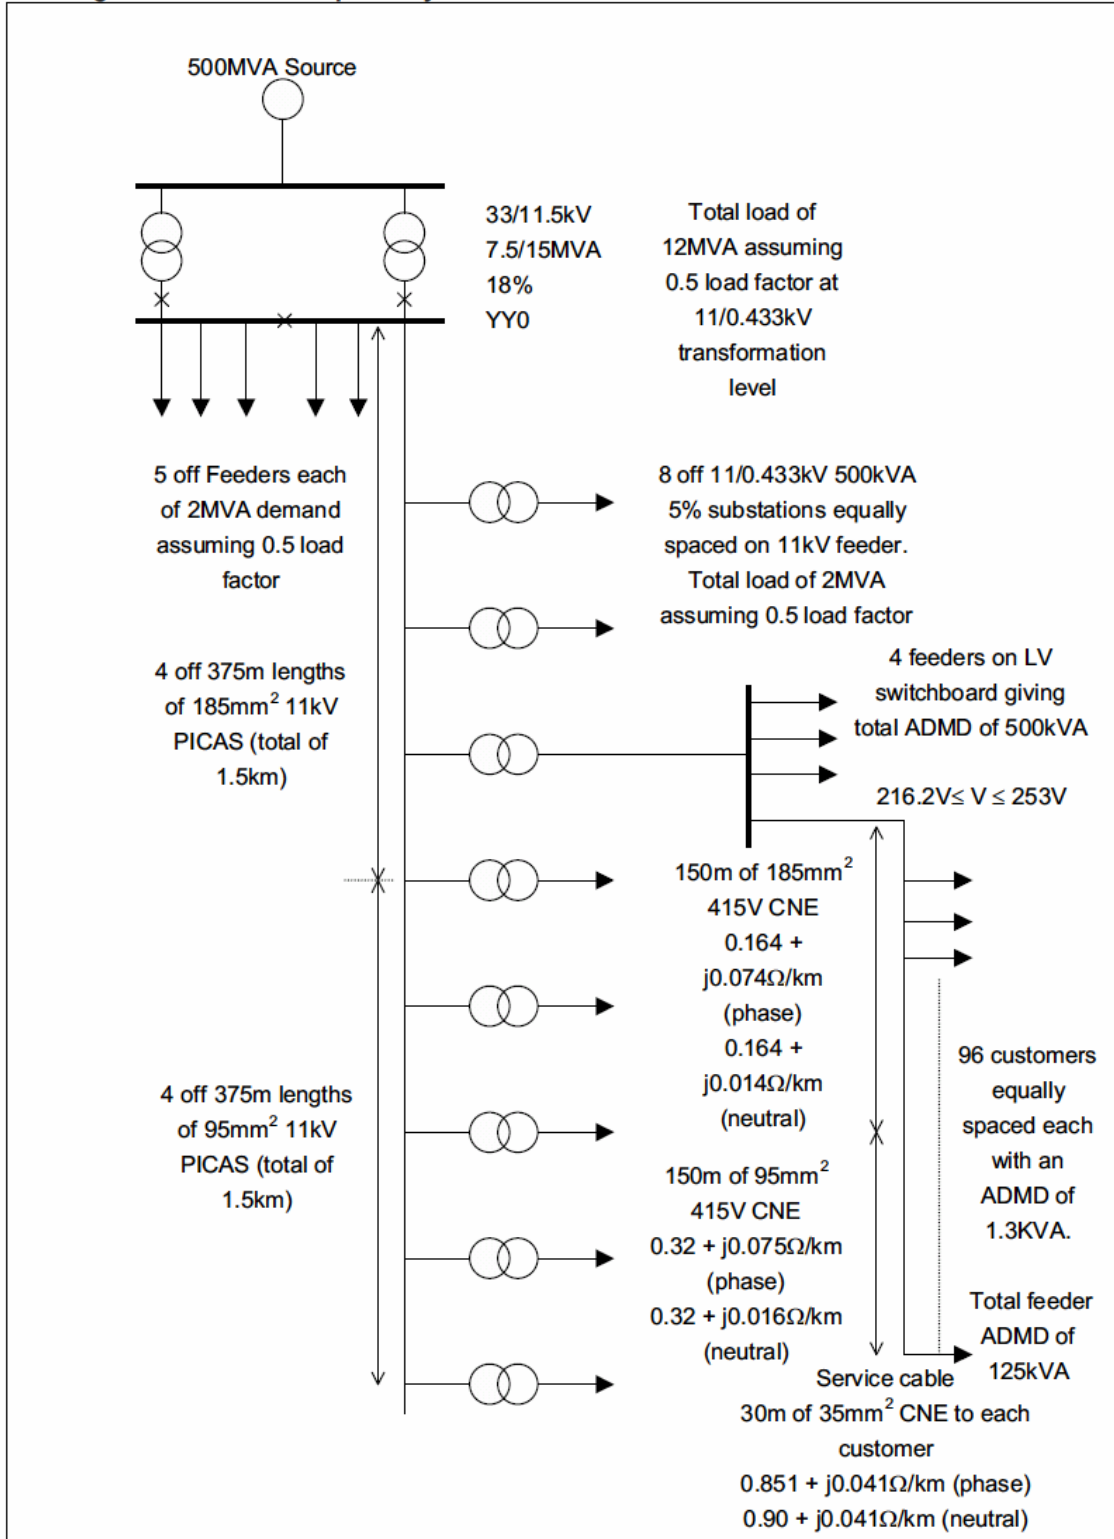 500MVA Source
33/11.5kV
7.5/15MVA
18%
YY0
Total load of
12MVA assuming
0.5 load factor at
11/0.433kV
transformation
level
5 off Feeders each
of 2MVA demand
assuming 0.5 load
factor
8 off 11/0.433kV 500kVA
5% substations equally
spaced on 11kV feeder.
Total load of 2MVA
assuming 0.5 load factor
4 off 375m lengths
of 185mm² 11kV
PICAS (total of
1.5km)
4 feeders on LV
switchboard giving
total ADMD of 500kVA
216.2V≤ V ≤ 253V
150m of 185mm²
415V CNE
0.164 +
j0.074Ω/km
(phase)
0.164 +
j0.014Ω/km
(neutral)
4 off 375m lengths
of 95mm² 11kV
PICAS (total of
1.5km)
96 customers
equally
spaced each
with an
ADMD of
1.3KVA.
150m of 95mm²
415V CNE
0.32 + j0.075Ω/km
(phase)
0.32 + j0.016Ω/km
(neutral)
Total feeder
ADMD of
125kVA
Service cable
30m of 35mm² CNE to each
customer
0.851 + j0.041Ω/km (phase)
0.90 + j0.041Ω/km (neutral)